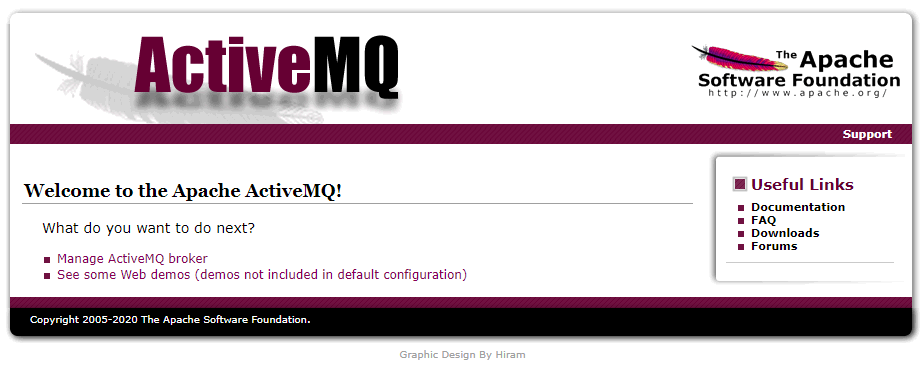 ActiveMQ
The Apache
Software Foundation
http://www.apache.org/
Support
Welcome to the Apache ActiveMQ!
What do you want to do next?
Manage ActiveMQ broker
See some Web demos (demos not included in default configuration)
Useful Links
Documentation
FAQ
Downloads
Forums
Copyright 2005-2020 The Apache Software Foundation.
Graphic Design By Hiram